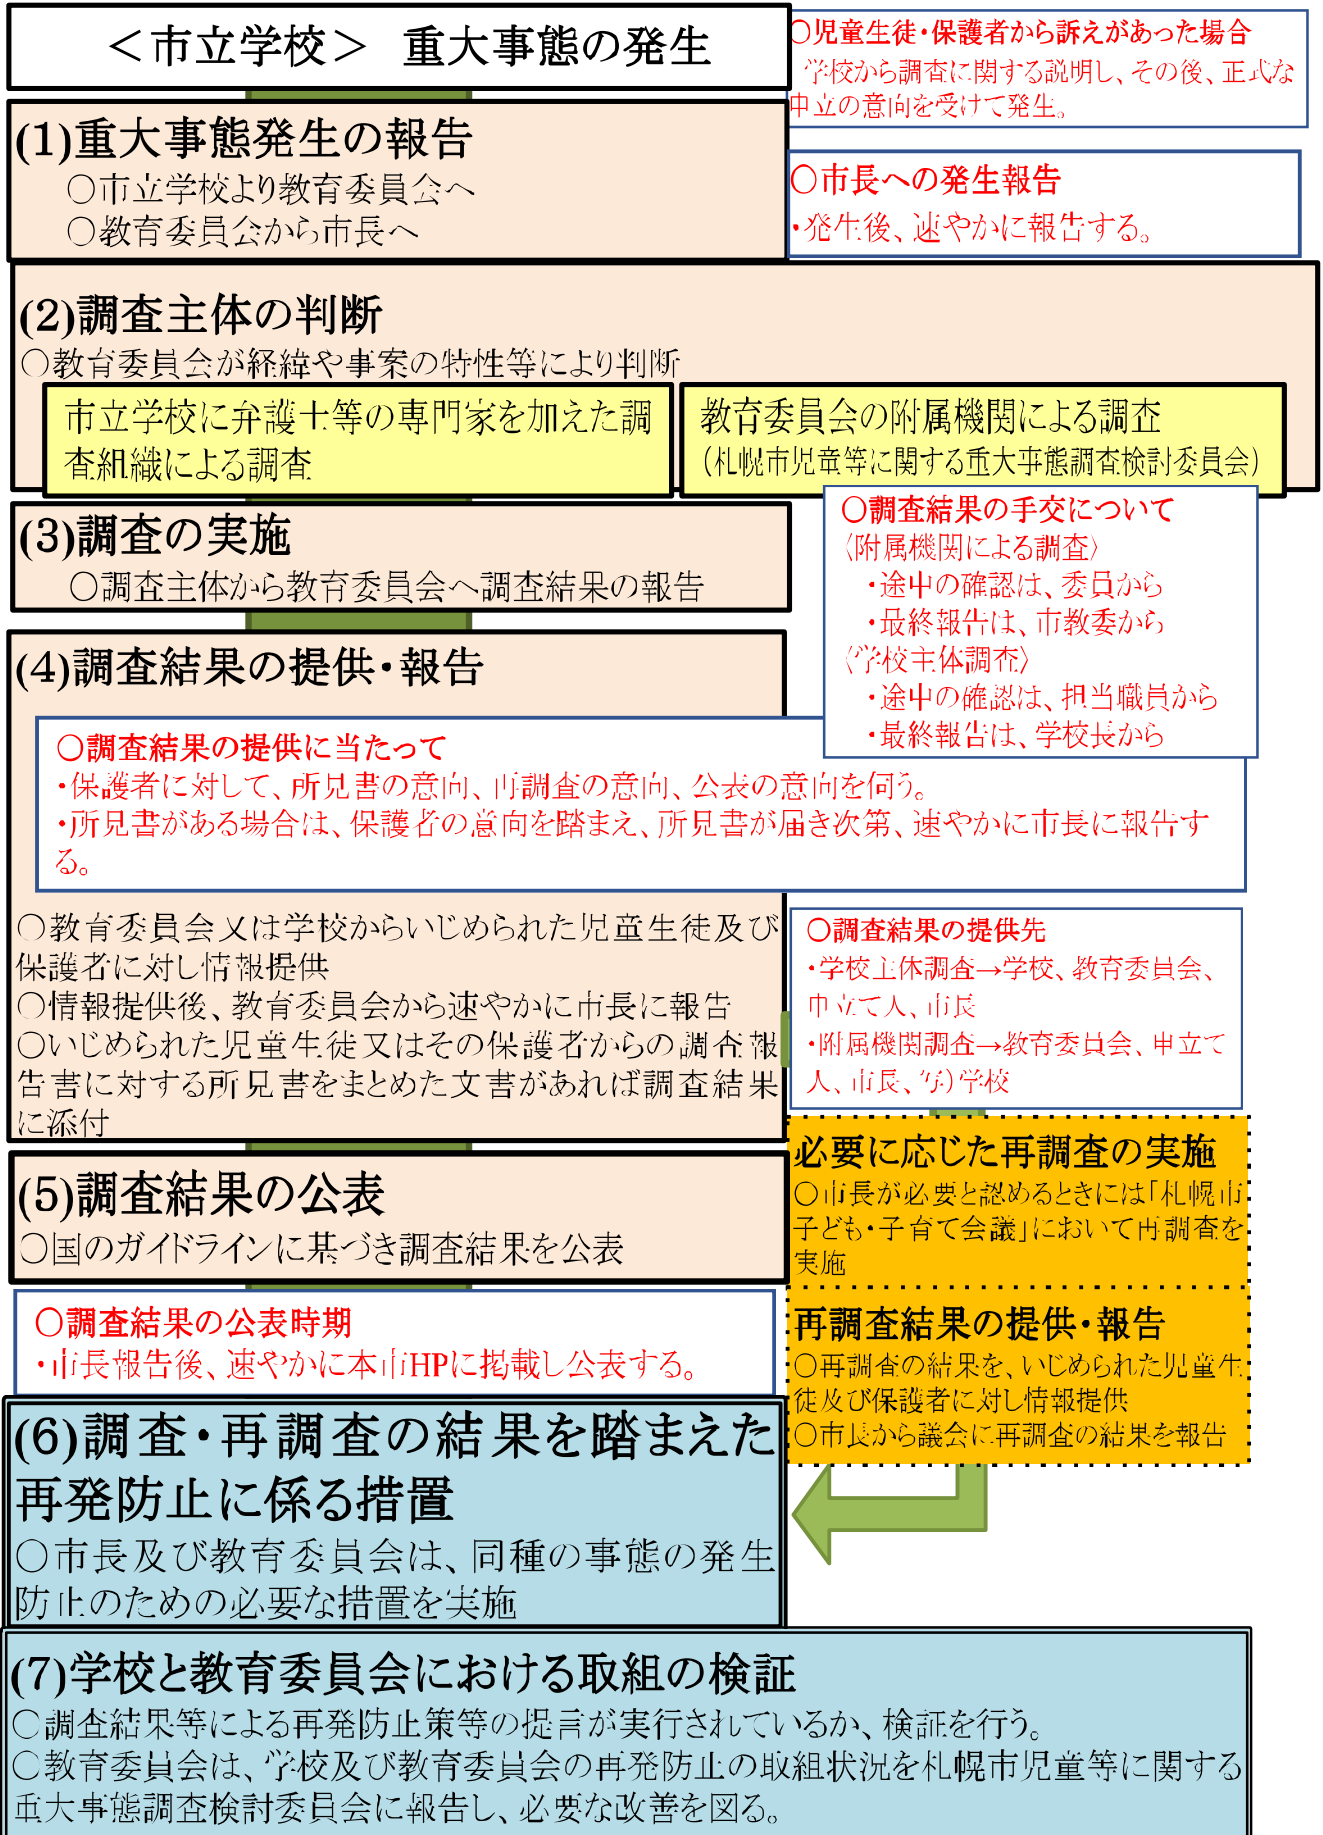 ＜市立学校＞　重大事態の発生
○児童生徒・保護者から訴えがあった場合
学校から調査に関する説明し、その後、正式な
申立の意向を受けて発生。
(1)重大事態発生の報告
○市立学校より教育委員会へ
○教育委員会から市長へ
○市長への発生報告
・発生後、速やかに報告する。
(2)調査主体の判断
○教育委員会が経緯や事案の特性等により判断
市立学校に弁護士等の専門家を加えた調
査組織による調査
教育委員会の附属機関による調査
（札幌市児童等に関する重大事態調査検討委員会）
(3)調査の実施
○調査主体から教育委員会へ調査結果の報告
○調査結果の手交について
〈附属機関による調査〉
・途中の確認は、委員から
・最終報告は、市教委から
〈学校主体調査〉
・途中の確認は、担当職員から
・最終報告は、学校長から
(4)調査結果の提供・報告
○調査結果の提供に当たって
・保護者に対して、所見書の意向、再調査の意向、公表の意向を伺う。
・所見書がある場合は、保護者の意向を踏まえ、所見書が届き次第、速やかに市長に報告す
る。
○教育委員会又は学校からいじめられた児童生徒及び
保護者に対し情報提供
○情報提供後、教育委員会から速やかに市長に報告
○いじめられた児童生徒又はその保護者からの調査報
告書に対する所見書をまとめた文書があれば調査結果
に添付
○調査結果の提供先
・学校主体調査→学校、教育委員会、
申立て人、市長
・附属機関調査→教育委員会、申立て
人、市長、写）学校
(5)調査結果の公表
○国のガイドラインに基づき調査結果を公表
○調査結果の公表時期
・市長報告後、速やかに本市HPに掲載し公表する。
必要に応じた再調査の実施
○市長が必要と認めるときには「札幌市
子ども・子育て会議」において再調査を
実施
再調査結果の提供・報告
○再調査の結果を、いじめられた児童生
徒及び保護者に対し情報提供
○市長から議会に再調査の結果を報告
(6)調査・再調査の結果を踏まえた
再発防止に係る措置
○市長及び教育委員会は、同種の事態の発生
防止のための必要な措置を実施
(7)学校と教育委員会における取組の検証
○調査結果等による再発防止策等の提言が実行されているか、検証を行う。
○教育委員会は、学校及び教育委員会の再発防止の取組状況を札幌市児童等に関する
重大事態調査検討委員会に報告し、必要な改善を図る。